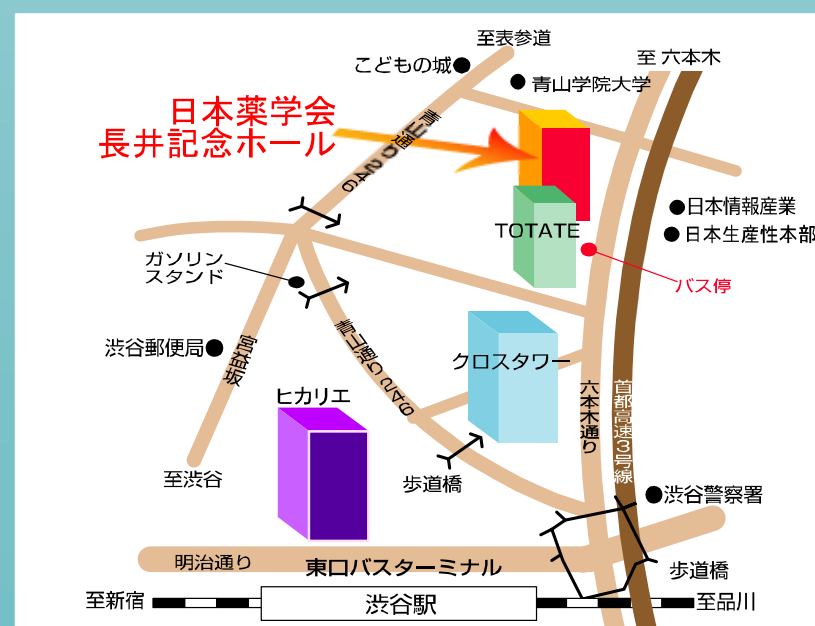 至表参道
至 六本木
こどもの城
青山学院大学
日本薬学会
長井記念ホール
青山通り246
日本情報産業
TOTATE
日本生産性本部
ガソリン
スタンド
バス停
青山通り246
渋谷郵便局
宮益坂
クロスタワー
ヒカリエ
六本木通り
首都高速3号線
至渋谷
歩道橋
渋谷警察署
明治通り
東口バスターミナル
歩道橋
至新宿
渋谷駅
至品川